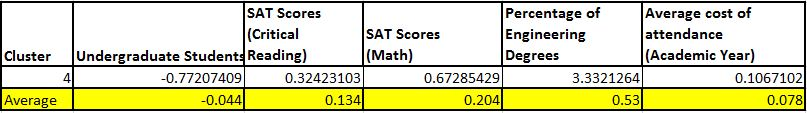 Cluster Undergraduate Students SAT Scores (Critical Reading) SAT Scores (Math) Percentage of Engineering Degrees Average cost of attendance (Academic Year)
4 -0.77207409 0.32423103 0.67285429 3.3321264 0.1067102
Average -0.044 0.134 0.204 0.53 0.078